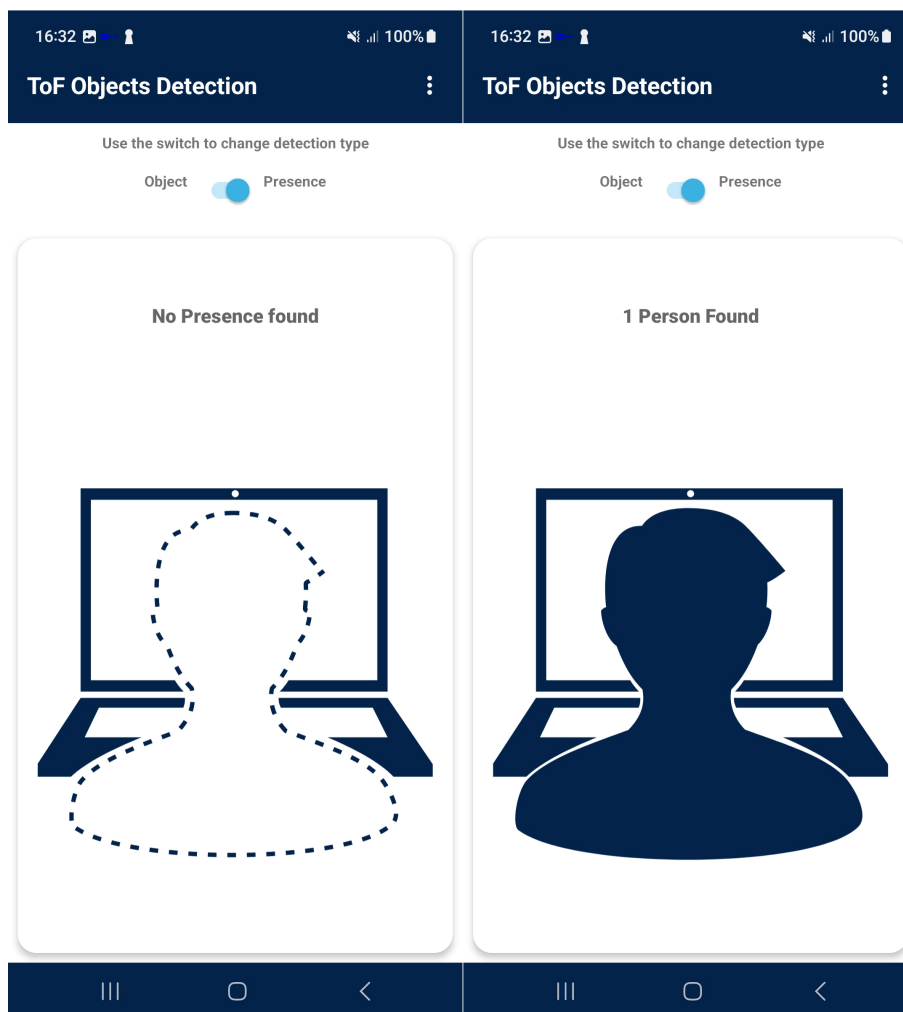 16:32 100%
ToF Objects Detection
Use the switch to change detection type
Object Presence
No Presence found
16:32 100%
ToF Objects Detection
Use the switch to change detection type
Object Presence
1 Person Found